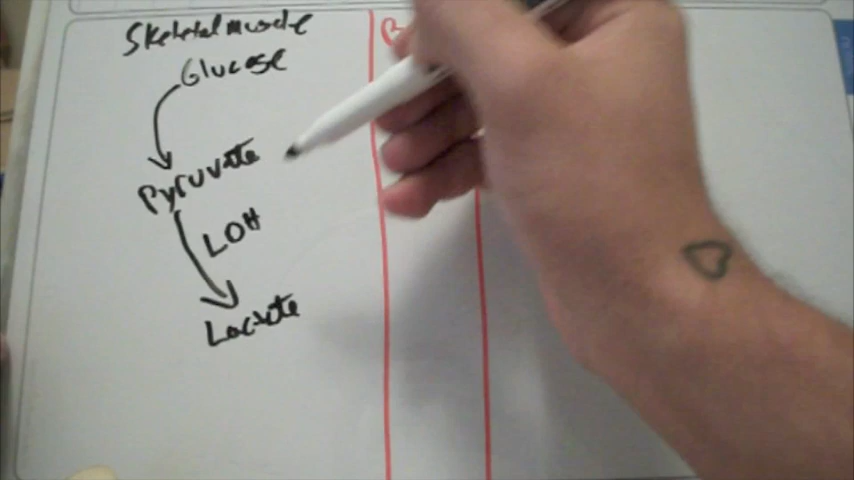 Skeletal muscle
Glucose
Pyruvate
LDH
Lactate
B